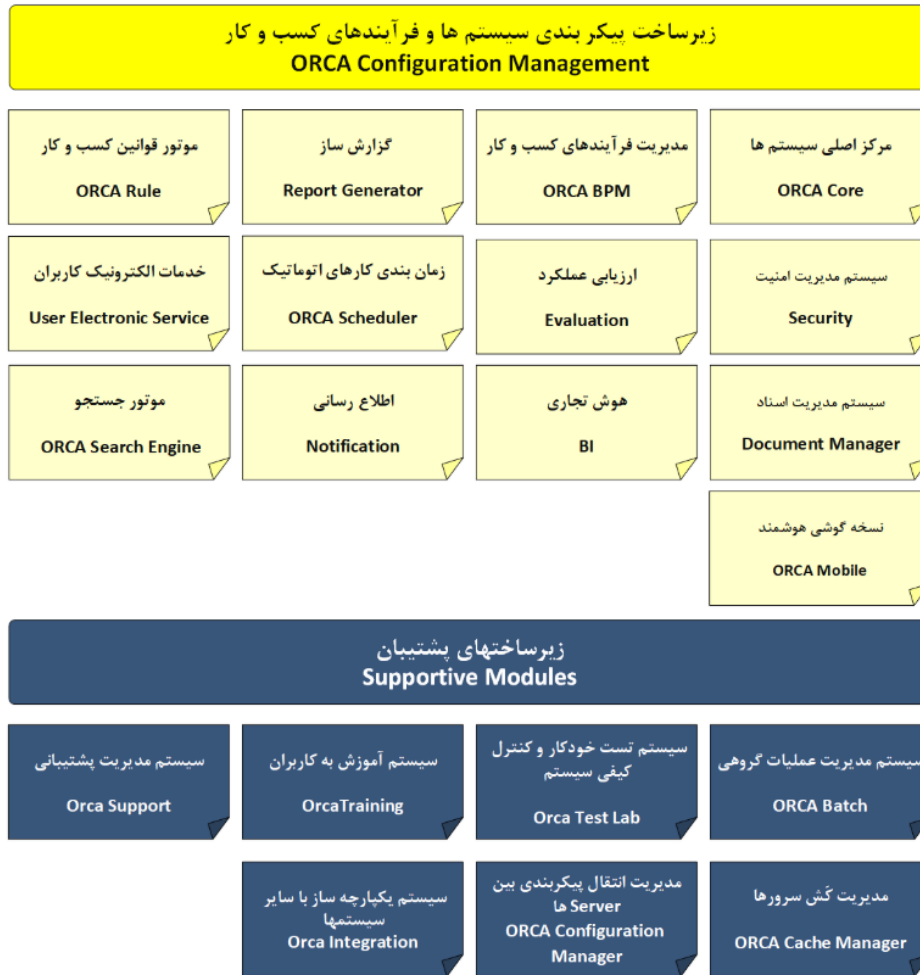 زیرساخت پیکر بندی سیستم ها و فرآیندهای کسب و کار
ORCA Configuration Management
مرکز اصلی سیستم ها
ORCA Core
مدیریت فرآیندهای کسب و کار
ORCA BPM
گزارش ساز
Report Generator
موتور قوانین کسب و کار
ORCA Rule
سیستم مدیریت امنیت
Security
ارزیابی عملکرد
Evaluation
زمان بندی کارهای اتوماتیک
ORCA Scheduler
خدمات الکترونیک کاربران
User Electronic Service
سیستم مدیریت اسناد
Document Manager
هوش تجاری
BI
اطلاع رسانی
Notification
موتور جستجو
ORCA Search Engine
نسخه گوشی هوشمند
ORCA Mobile
زیرساختهای پشتیبان
Supportive Modules
سیستم مدیریت عملیات گروهی
ORCA Batch
سیستم تست خودکار و کنترل
کیفی سیستم
Orca Test Lab
سیستم آموزش به کاربران
OrcaTraining
سیستم مدیریت پشتیبانی
Orca Support
مدیریت کَش سرورها
ORCA Cache Manager
مدیریت انتقال پیکربندی بین
Server ها
ORCA Configuration
Manager
سیستم یکپارچه ساز با سایر
سیستمها
Orca Integration